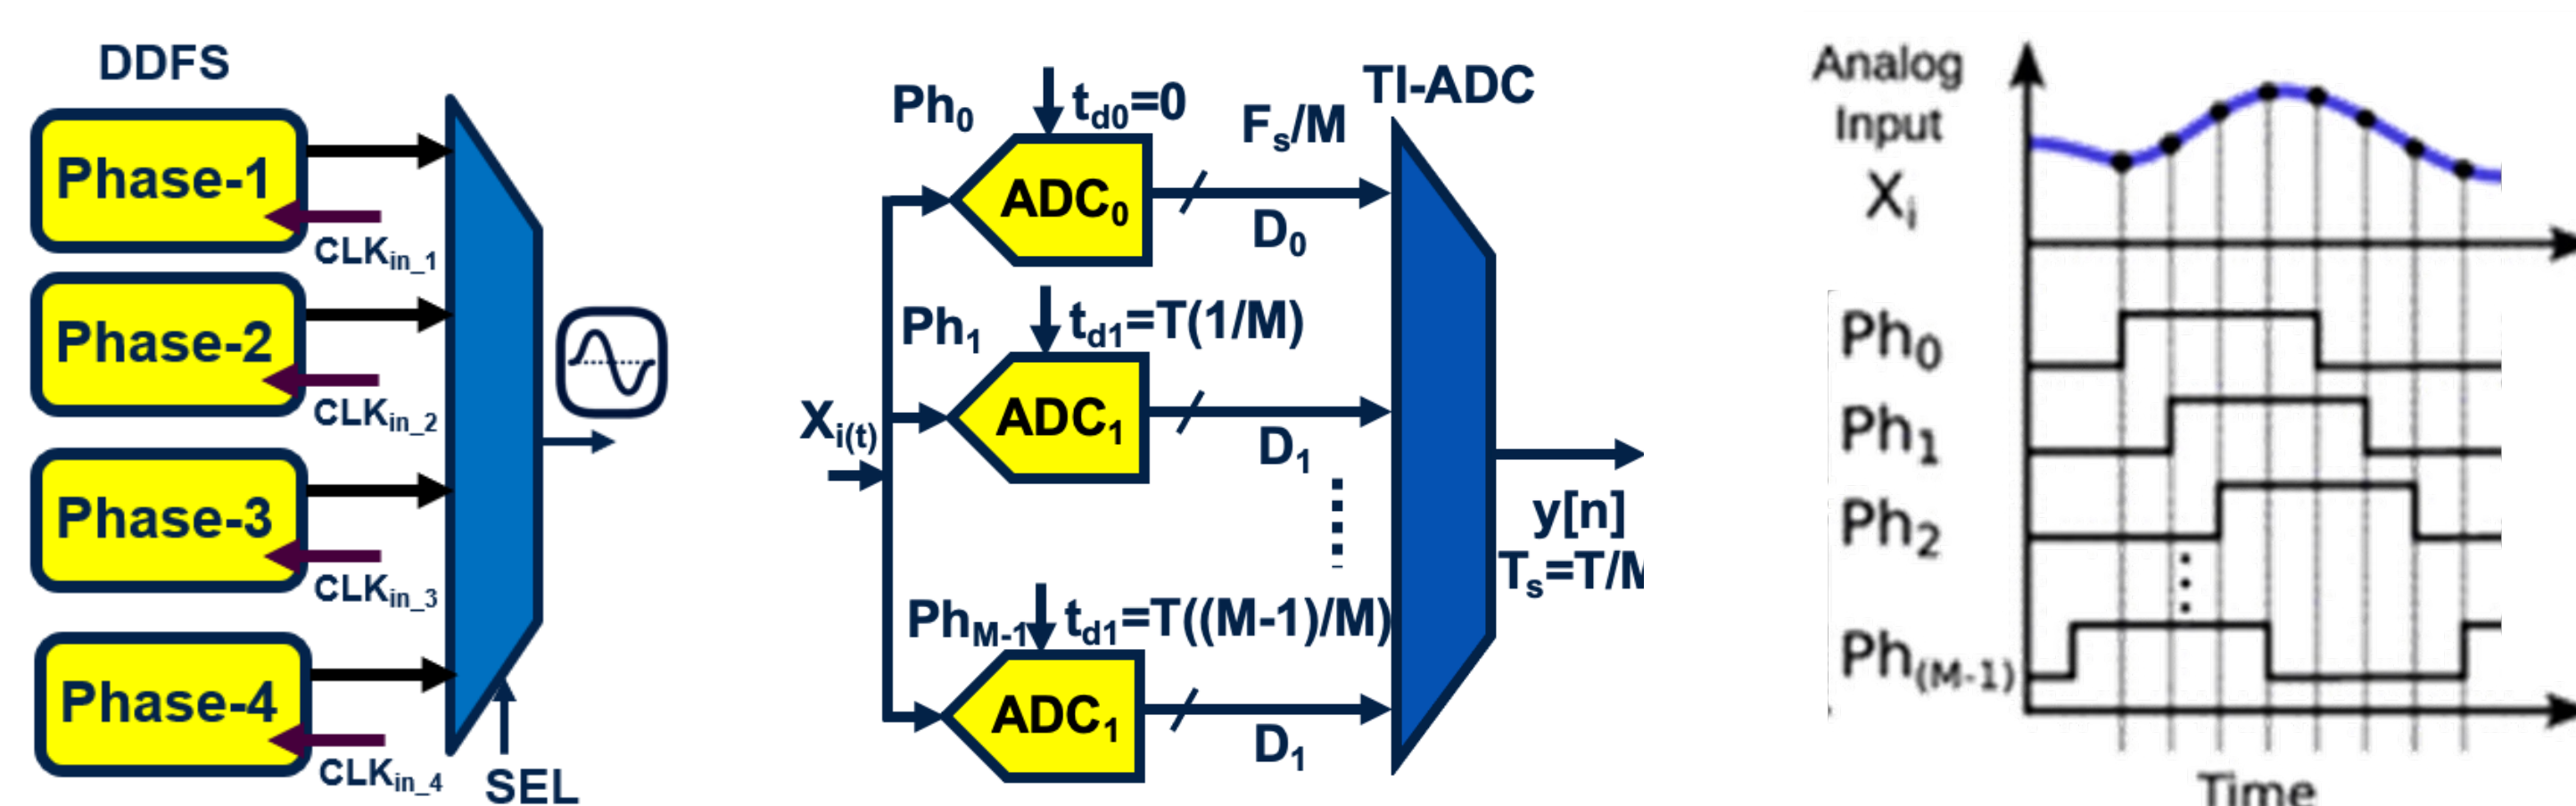 DDFS
Phase-1
CLKin_1
Phase-2
CLKin_2
Phase-3
CLKin_3
Phase-4
CLKin_4
SEL
TI-ADC
Ph0
td0=0
Fs/M
ADC0
D0
Ph1
td1=T(1/M)
ADC1
D1
Xi(t)
y[n]
Ts=T/M
PhM-1
td1=T((M-1)/M)
ADC1
D1
Analog
Input
Xi
Ph0
Ph1
Ph2
Ph(M-1)
Time